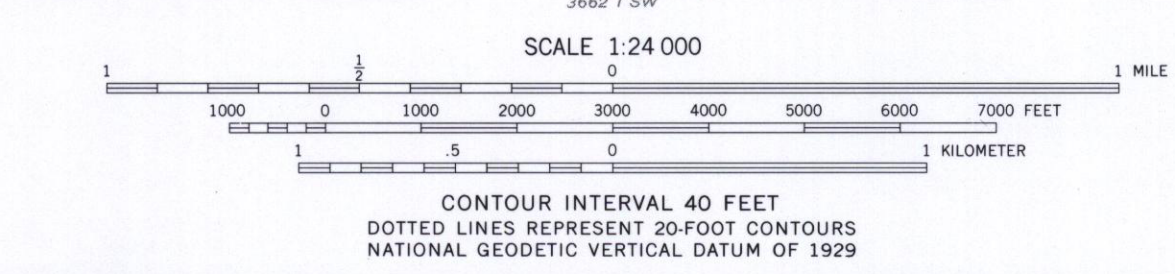 3662 I SW
SCALE 1:24 000
1 1/2 0 1 MILE
1000 0 1000 2000 3000 4000 5000 6000 7000 FEET
1 .5 0 1 KILOMETER
CONTOUR INTERVAL 40 FEET
DOTTED LINES REPRESENT 20-FOOT CONTOURS
NATIONAL GEODETIC VERTICAL DATUM OF 1929